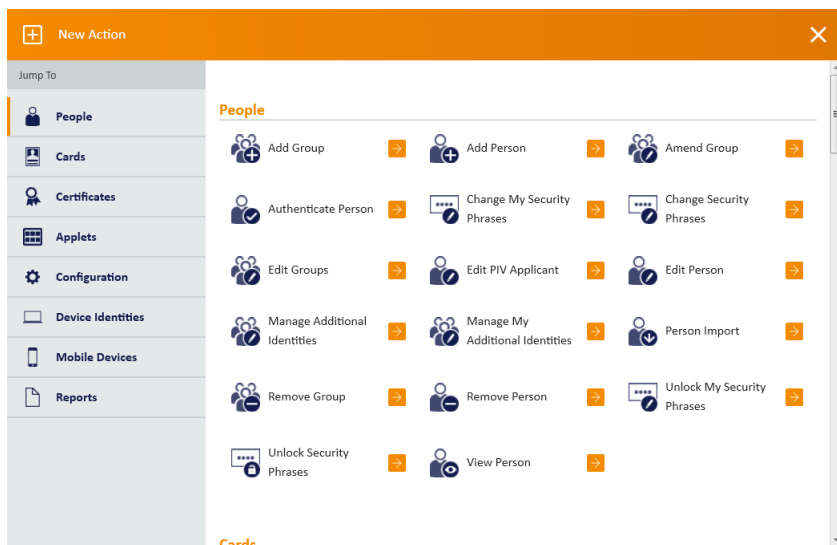 New Action
Jump To
People
Cards
Certificates
Applets
Configuration
Device Identities
Mobile Devices
Reports
People
Add Group
Add Person
Amend Group
Authenticate Person
Change My Security
Phrases
Change Security
Phrases
Edit Groups
Edit PIV Applicant
Edit Person
Manage Additional
Identities
Manage My
Additional Identities
Person Import
Remove Group
Remove Person
Unlock My Security
Phrases
Unlock Security
Phrases
View Person
Cards